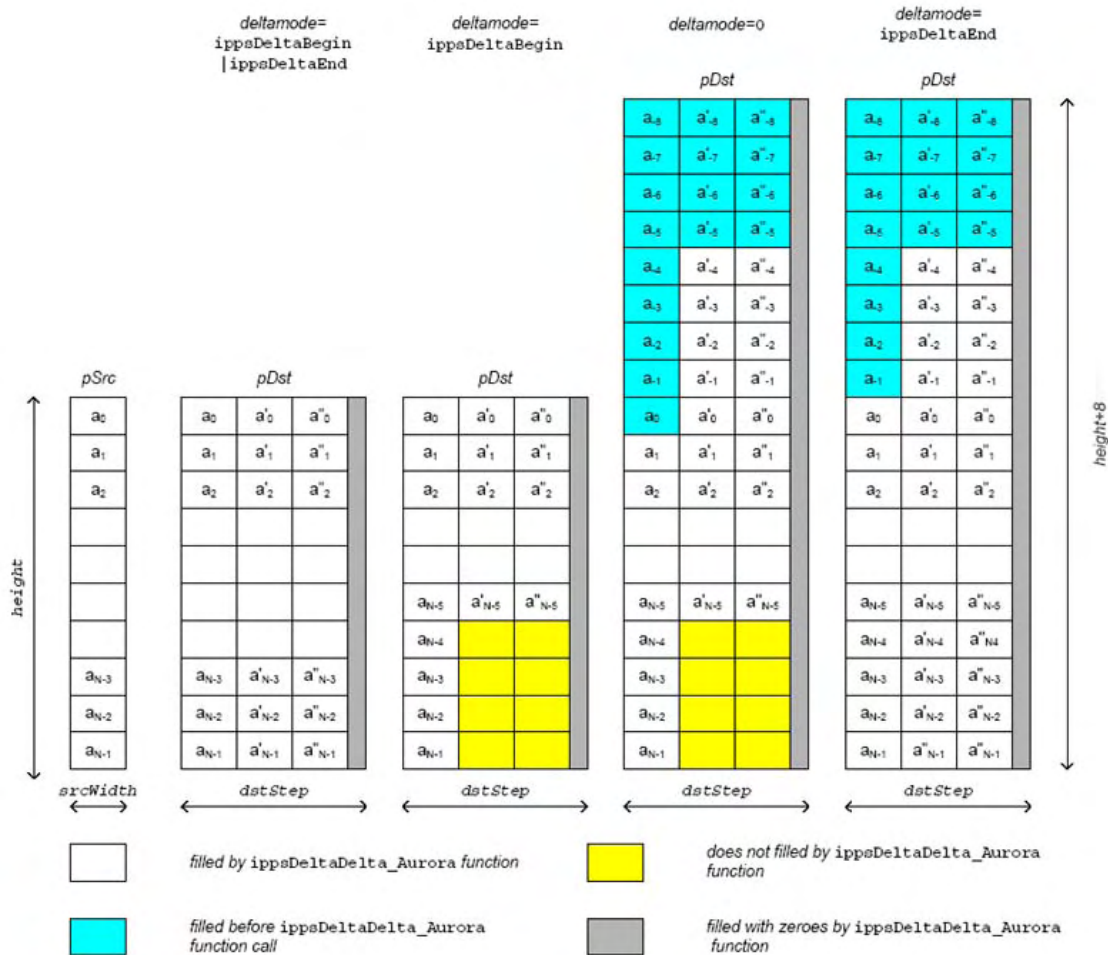 deltamode=
ippsDeltaBegin
|ippsDeltaEnd
deltamode=
ippsDeltaBegin
deltamode=0
deltamode=
ippsDeltaEnd
pDst pDst
a-8 a'-8 a"-8 a-8 a'-8 a"-8
a-7 a'-7 a"-7 a-7 a'-7 a"-7
a-6 a'-6 a"-6 a-6 a'-6 a"-6
a-5 a'-5 a"-5 a-5 a'-5 a"-5
a-4 a'-4 a"-4 a-4 a'-4 a"-4
a-3 a'-3 a"-3 a-3 a'-3 a"-3
a-2 a'-2 a"-2 a-2 a'-2 a"-2
pSrc pDst pDst a-1 a'-1 a"-1 a-1 a'-1 a"-1
a0 a0 a'0 a"0 a0 a'0 a"0 a0 a'0 a"0 a0 a'0 a"0
a1 a1 a'1 a"1 a1 a'1 a"1 a1 a'1 a"1 a1 a'1 a"1
a2 a2 a'2 a"2 a2 a'2 a"2 a2 a'2 a"2 a2 a'2 a"2
height
height+8
aN-5 a'N-5 a"N-5 aN-5 a'N-5 a"N-5 aN-5 a'N-5 a"N-5
aN-4 aN-4 aN-4 a'N-4 a"N4
aN-3 aN-3 a'N-3 a"N-3 aN-3 aN-3 aN-3 a'N-3 a"N-3
aN-2 aN-2 a'N-2 a"N-2 aN-2 aN-2 aN-2 a'N-2 a"N-2
aN-1 aN-1 a'N-1 a"N-1 aN-1 aN-1 aN-1 a"N-1 a"N-1
srcWidth dstStep dstStep dstStep dstStep
filled by ippsDeltaDelta_Aurora function
does not filled by ippsDeltaDelta_Aurora
function
filled before ippsDeltaDelta_Aurora
function call
filled with zeroes by ippsDeltaDelta_Aurora
function